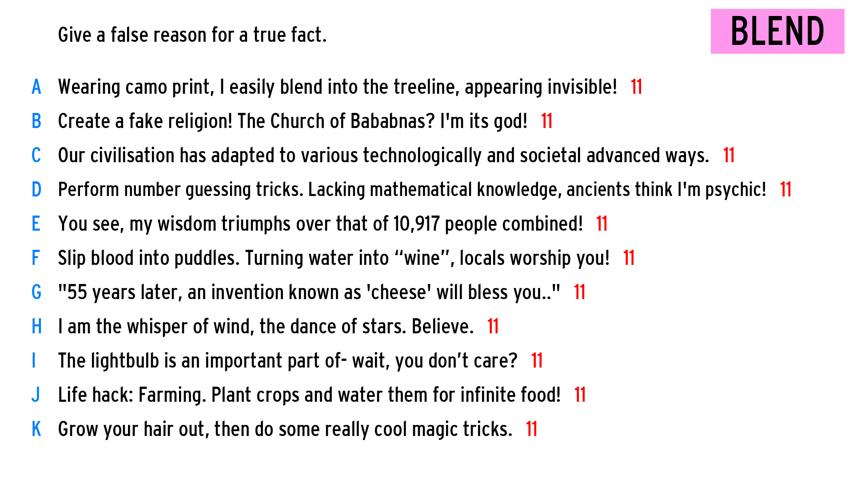 Give a false reason for a true fact.
BLEND
A Wearing camo print, I easily blend into the treeline, appearing invisible! 11
B Create a fake religion! The Church of Bababnas? I'm its god! 11
C Our civilisation has adapted to various technologically and societal advanced ways. 11
D Perform number guessing tricks. Lacking mathematical knowledge, ancients think I'm psychic! 11
E You see, my wisdom triumphs over that of 10,917 people combined! 11
F Slip blood into puddles. Turning water into “wine”, locals worship you! 11
G "55 years later, an invention known as 'cheese' will bless you.." 11
H I am the whisper of wind, the dance of stars. Believe. 11
I The lightbulb is an important part of- wait, you don’t care? 11
J Life hack: Farming. Plant crops and water them for infinite food! 11
K Grow your hair out, then do some really cool magic tricks. 11